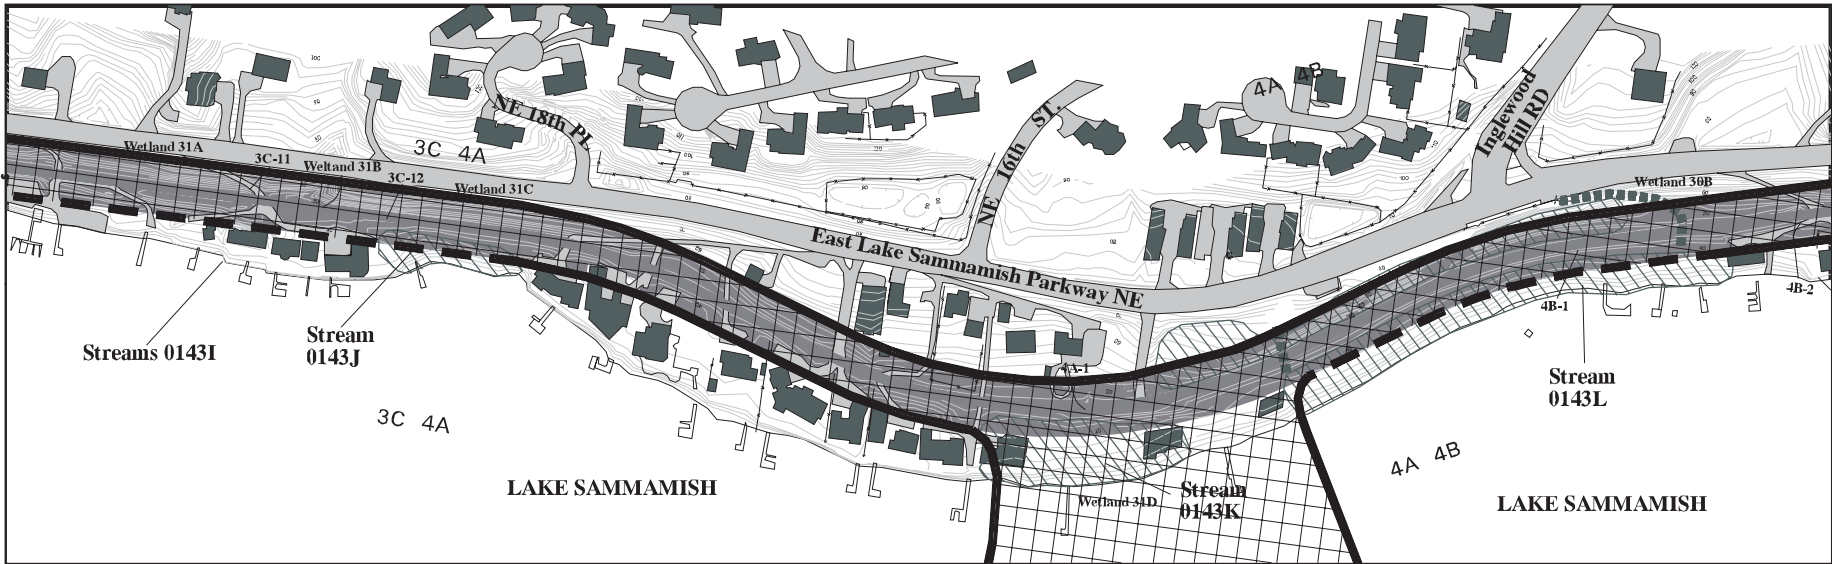 4A 4B
NE 18th PL
NE 16th ST.
Inglewood
Hill RD
Wetland 31A
3C-11
Weltand 31B
3C 4A
3C-12
Wetland 31C
Wetland 30B
East Lake Sammamish Parkway NE
4B-1
4B-2
Streams 0143I
Stream
0143J
4A-1
Stream
0143L
3C 4A
4A 4B
LAKE SAMMAMISH
Wetland 31D
Stream
0143K
LAKE SAMMAMISH